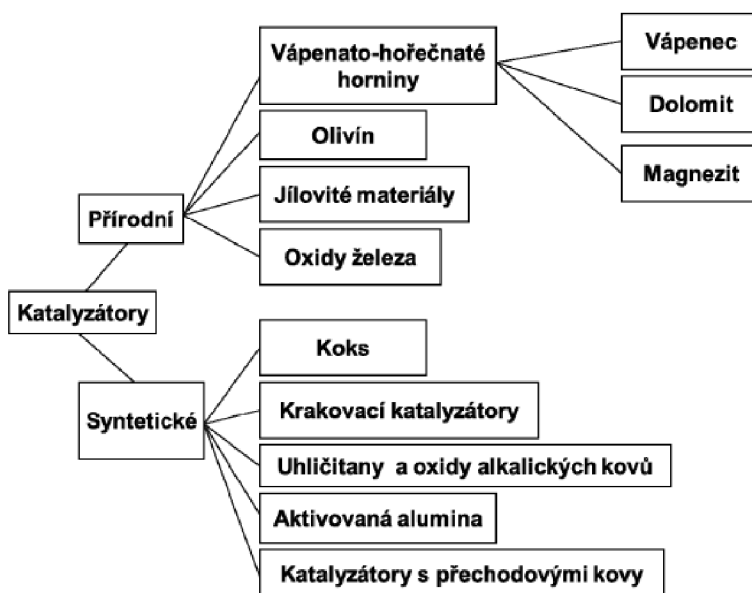 Katalyzátory
Přírodní
Vápenato-hořečnaté
horniny
Vápenec
Dolomit
Magnezit
Olivín
Jílovité materiály
Oxidy železa
Syntetické
Koks
Krakovací katalyzátory
Uhličitany a oxidy alkalických kovů
Aktivovaná alumina
Katalyzátory s přechodovými kovy